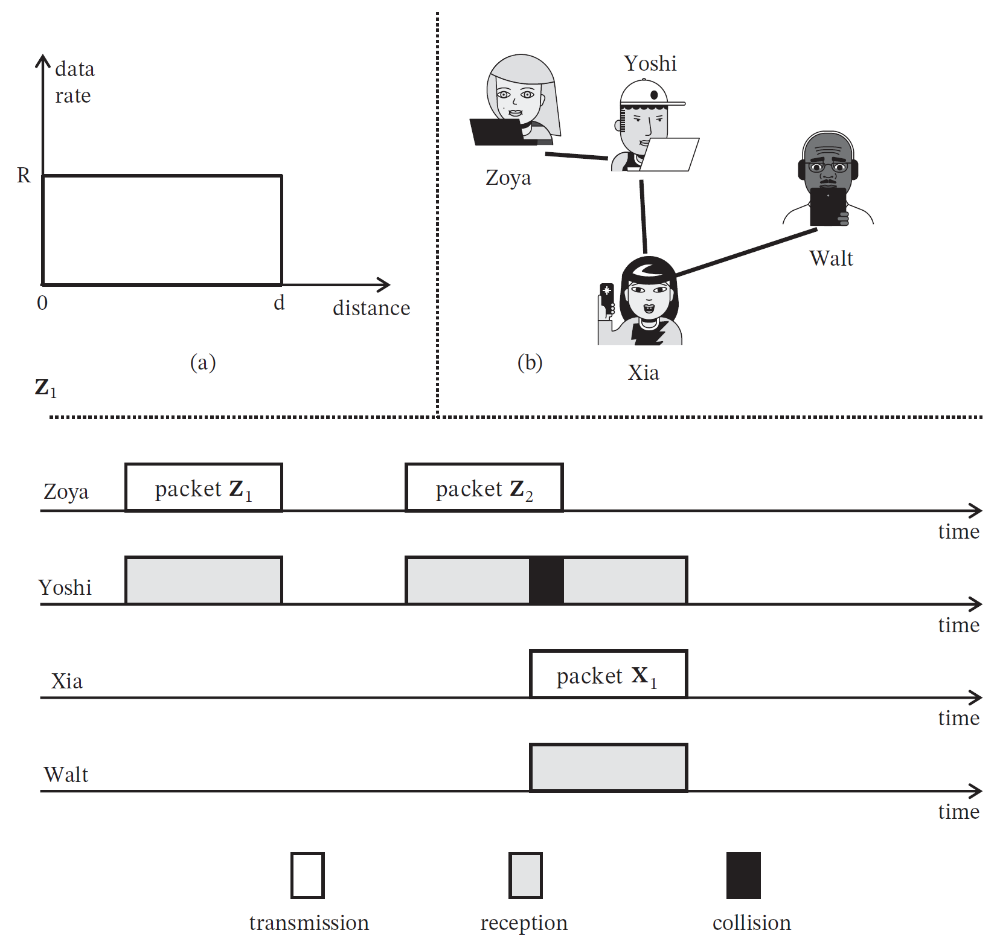 data
rate
R
0
d
distance
(a)
Z1
Yoshi
Zoya
Walt
Xia
(b)
Zoya
packet Z1
packet Z2
time
Yoshi
time
Xia
packet X1
time
Walt
time
transmission
reception
collision